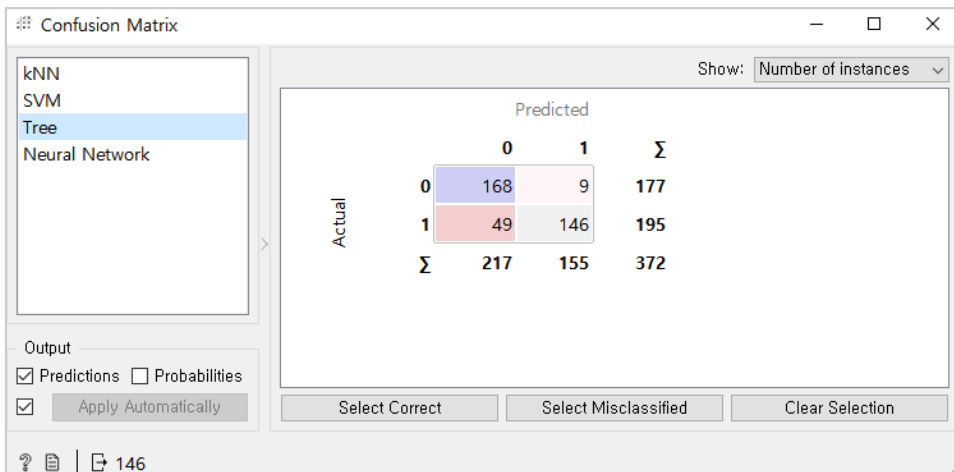 Confusion Matrix
kNN
SVM
Tree
Neural Network
Output
Predictions Probabilities
Apply Automatically
Show: Number of instances
Predicted
0 1 Σ
Actual
0 168 9 177
1 49 146 195
Σ 217 155 372
Select Correct Select Misclassified Clear Selection
? 146